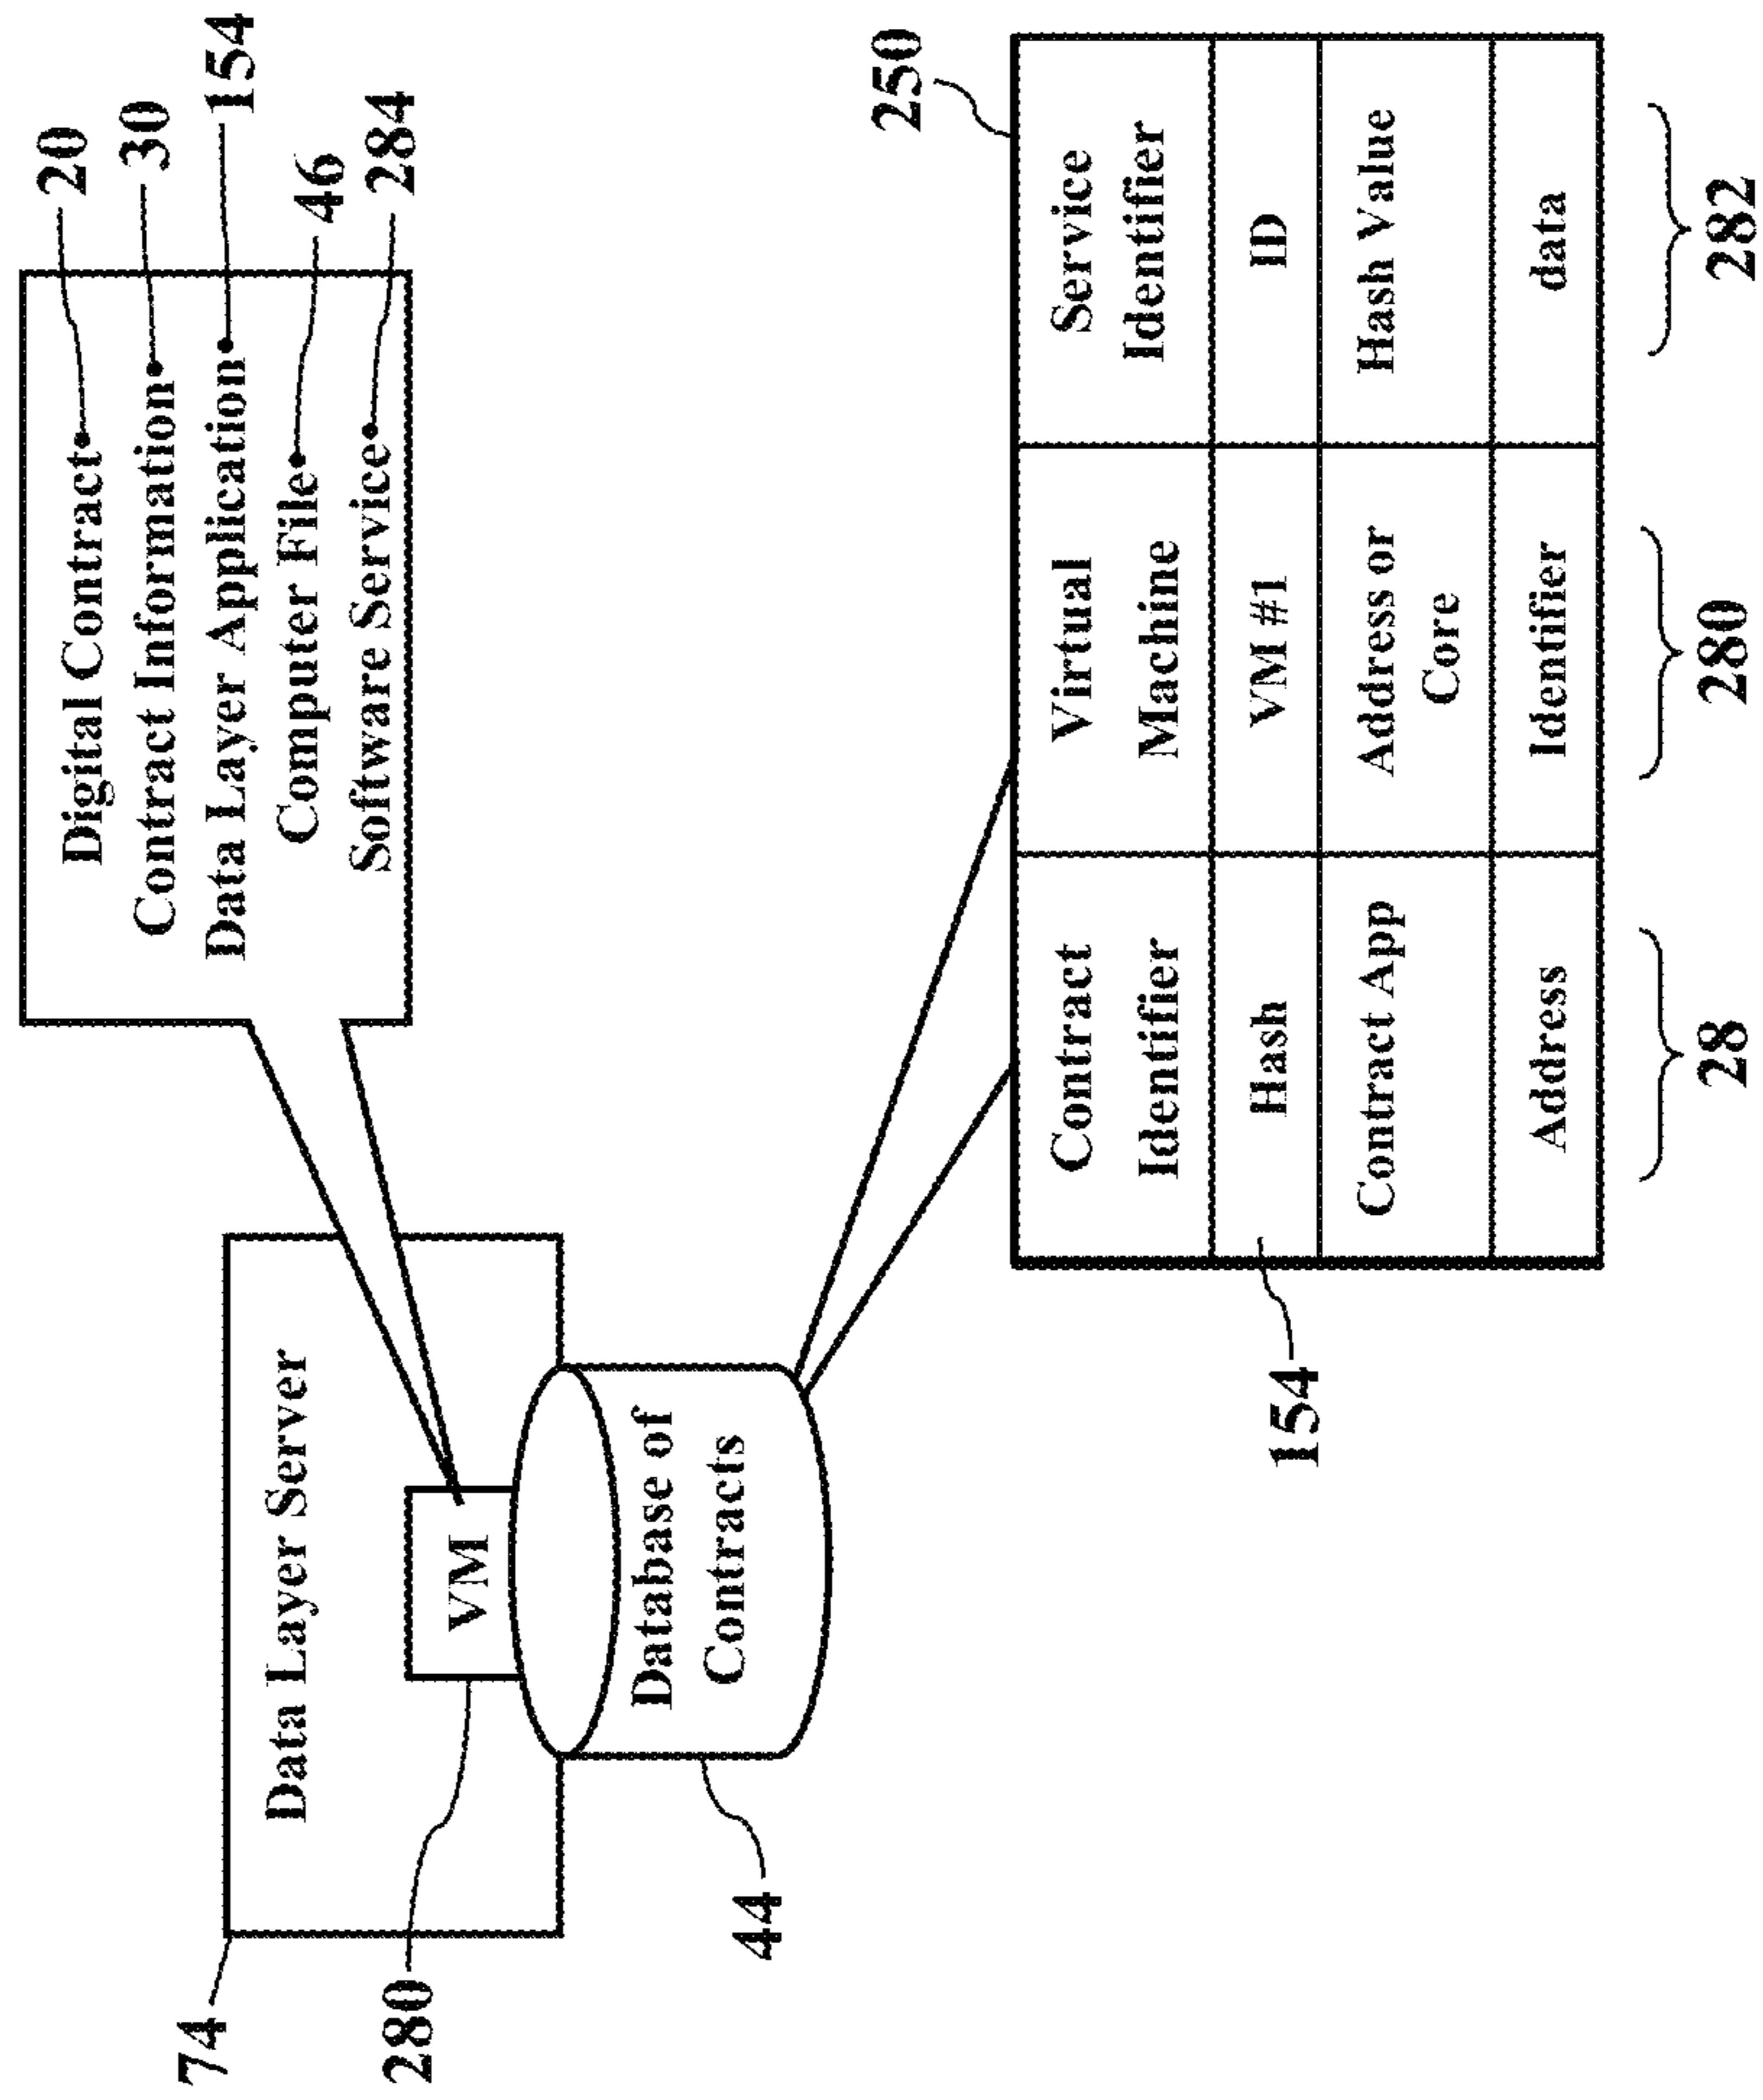 74
Data Layer Server
280
VM
Database of
Contracts
44
Digital Contract
20
Contract Information
30
Data Layer Application
154
Computer File
46
Software Service
284
250
Contract
Identifier
Virtual
Machine
Service
Identifier
Hash
VM #1
ID
154
Contract App
Address or
Core
Hash Value
Address
Identifier
data
28
280
282